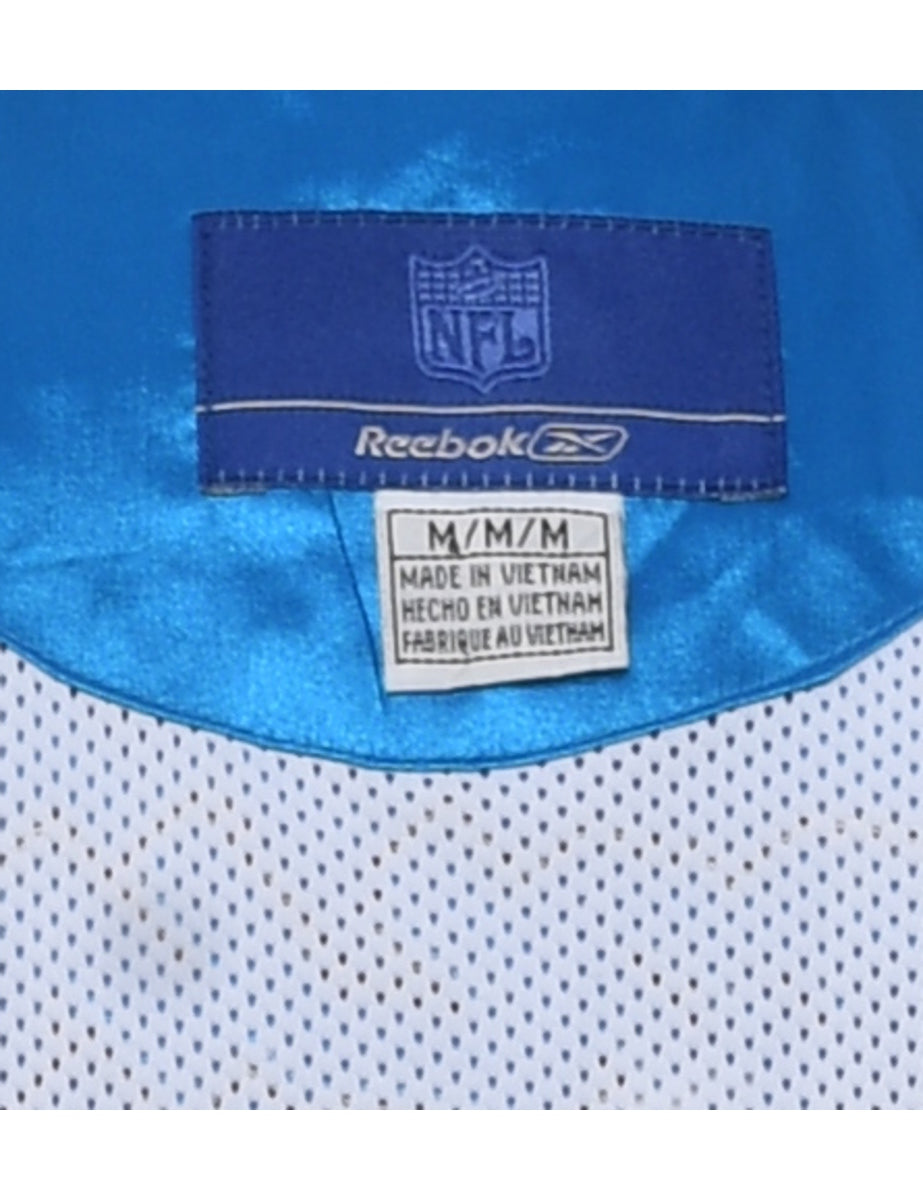 NFL
Reebok
M/M/M
MADE IN VIETNAM
HECHO EN VIETNAM
FABRIQUE AU VIETNAM